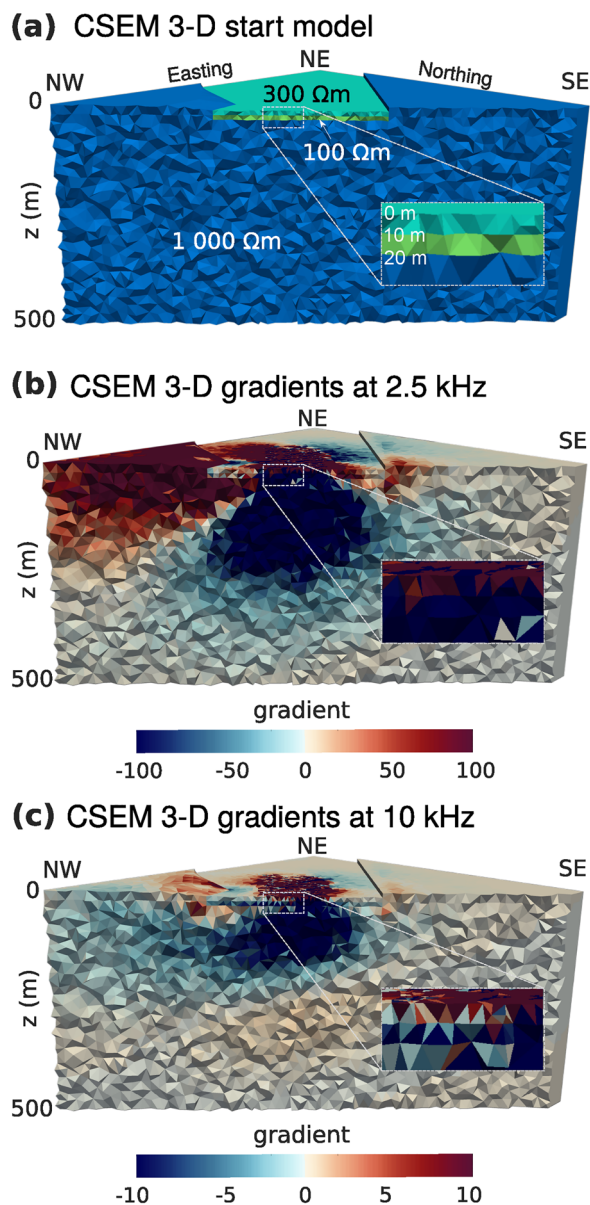 (a) CSEM 3-D start model
NE
NW Easting Northing SE
0
300 Ωm
100 Ωm
z (m)
1 000 Ωm
0 m
10 m
20 m
500
(b) CSEM 3-D gradients at 2.5 kHz
NE
NW SE
0
z (m)
500
gradient
-100 -50 0 50 100
(c) CSEM 3-D gradients at 10 kHz
NE
NW SE
0
z (m)
500
gradient
-10 -5 0 5 10